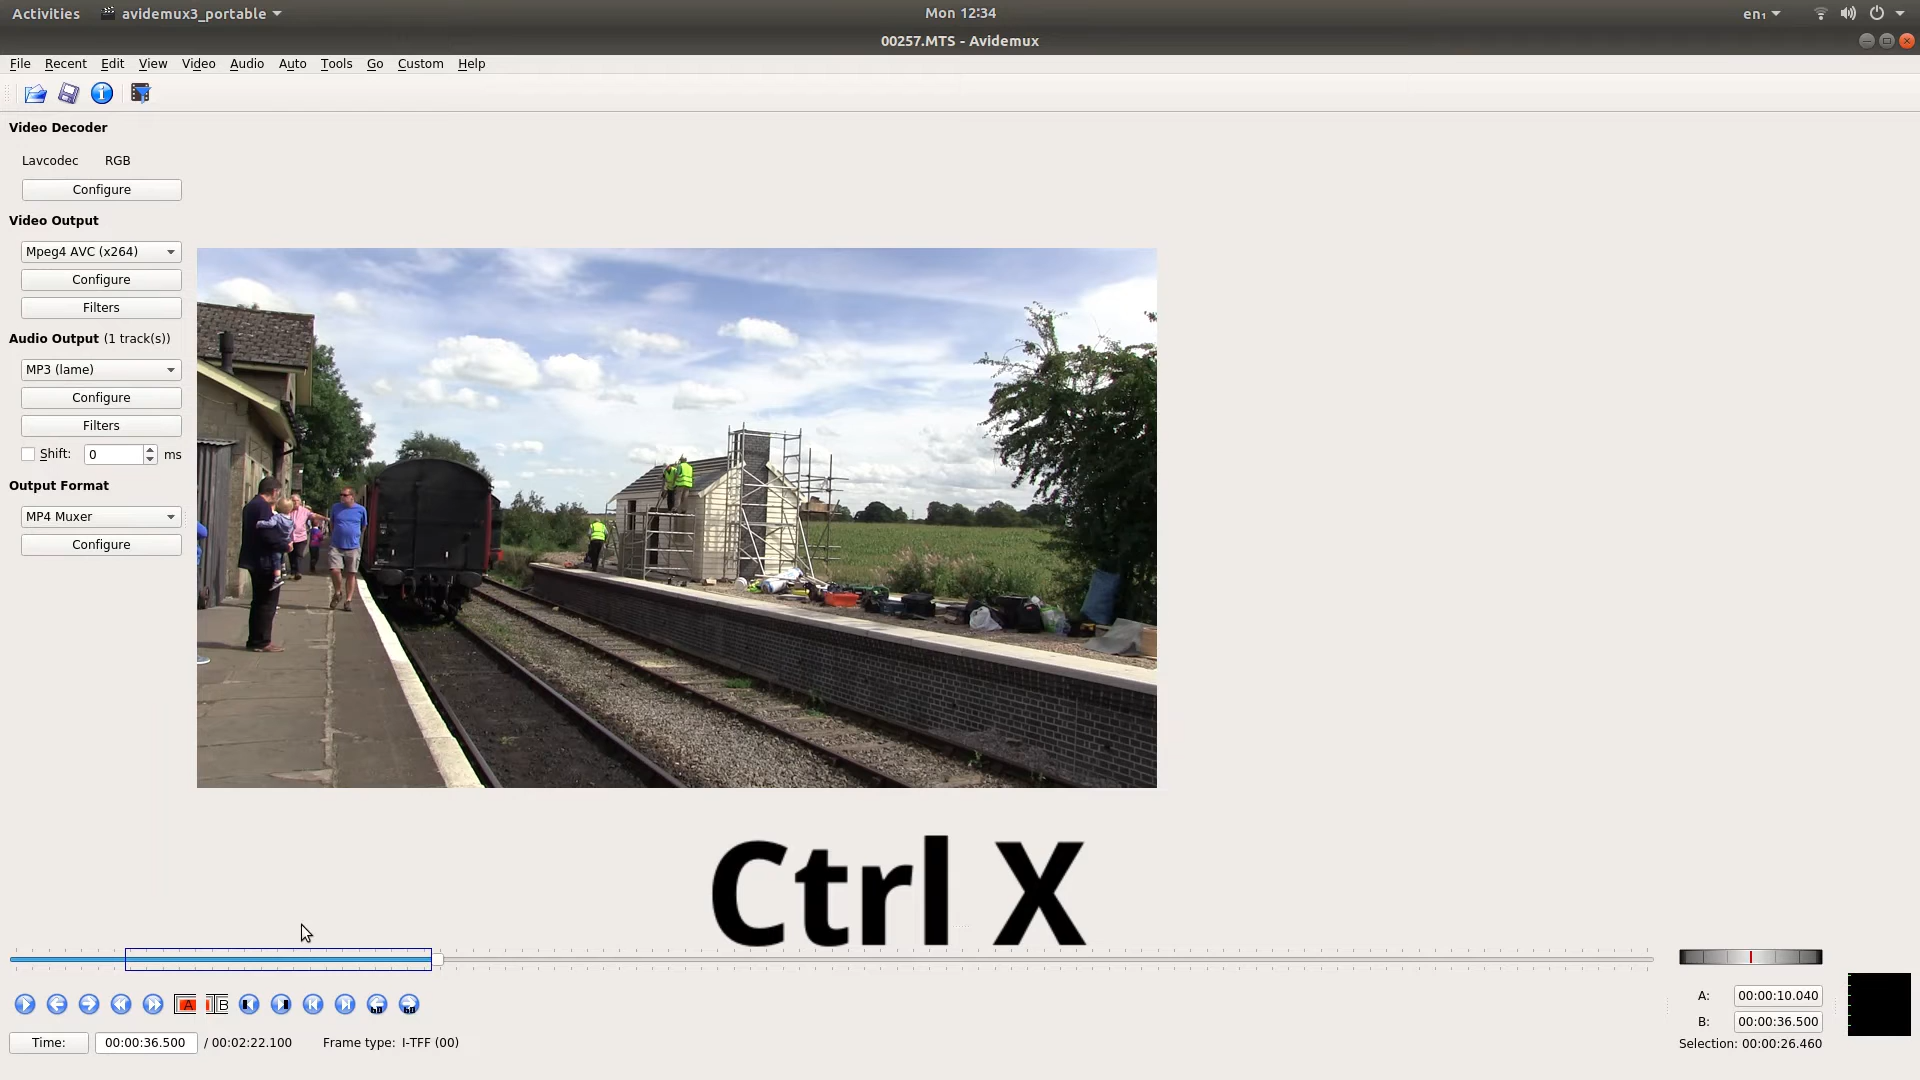 Activities avidemux3_portable Mon 12:34 en₁
00257.MTS - Avidemux
File Recent Edit View Video Audio Auto Tools Go Custom Help
Video Decoder
Lavcodec RGB
Configure
Video Output
Mpeg4 AVC (x264)
Configure
Filters
Audio Output (1 track(s))
MP3 (lame)
Configure
Filters
Shift: 0 ms
Output Format
MP4 Muxer
Configure
Ctrl X
A B 60 60
A: 00:00:10.040
B: 00:00:36.500
Time: 00:00:36.500 / 00:02:22.100 Frame type: I-TFF (00) Selection: 00:00:26.460